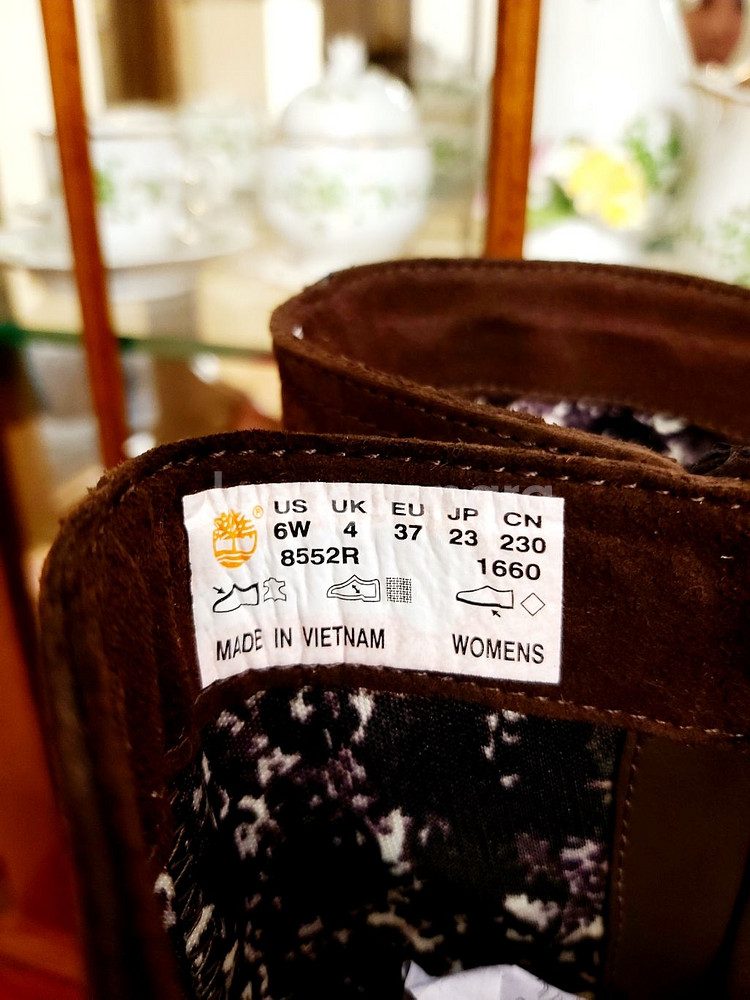 ®
US UK EU JP CN
6W 4 37 23 230
8552R 1660
MADE IN VIETNAM WOMENS